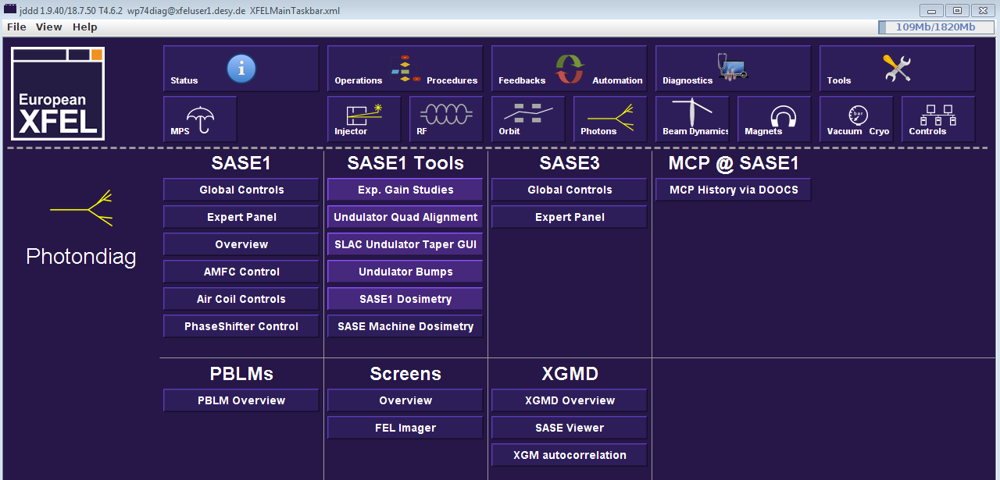 jddd 1.9.40/18.7.50 T4.6.2 wp74diag@xfeluser1.desy.de XFELMainTaskbar.xml
File View Help
109Mb/1820Mb
European
XFEL
Status
i
Operations Procedures
Feedbacks Automation
Diagnostics
Tools
MPS
Injector
RF
Orbit
Photons
Beam Dynamics
Magnets
bar
Vacuum Cryo
Controls
Photondiag
SASE1
Global Controls
Expert Panel
Overview
AMFC Control
Air Coil Controls
PhaseShifter Control
SASE1 Tools
Exp. Gain Studies
Undulator Quad Alignment
SLAC Undulator Taper GUI
Undulator Bumps
SASE1 Dosimetry
SASE Machine Dosimetry
SASE3
Global Controls
Expert Panel
MCP @ SASE1
MCP History via DOOCS
PBLMs
PBLM Overview
Screens
Overview
FEL Imager
XGMD
XGMD Overview
SASE Viewer
XGM autocorrelation